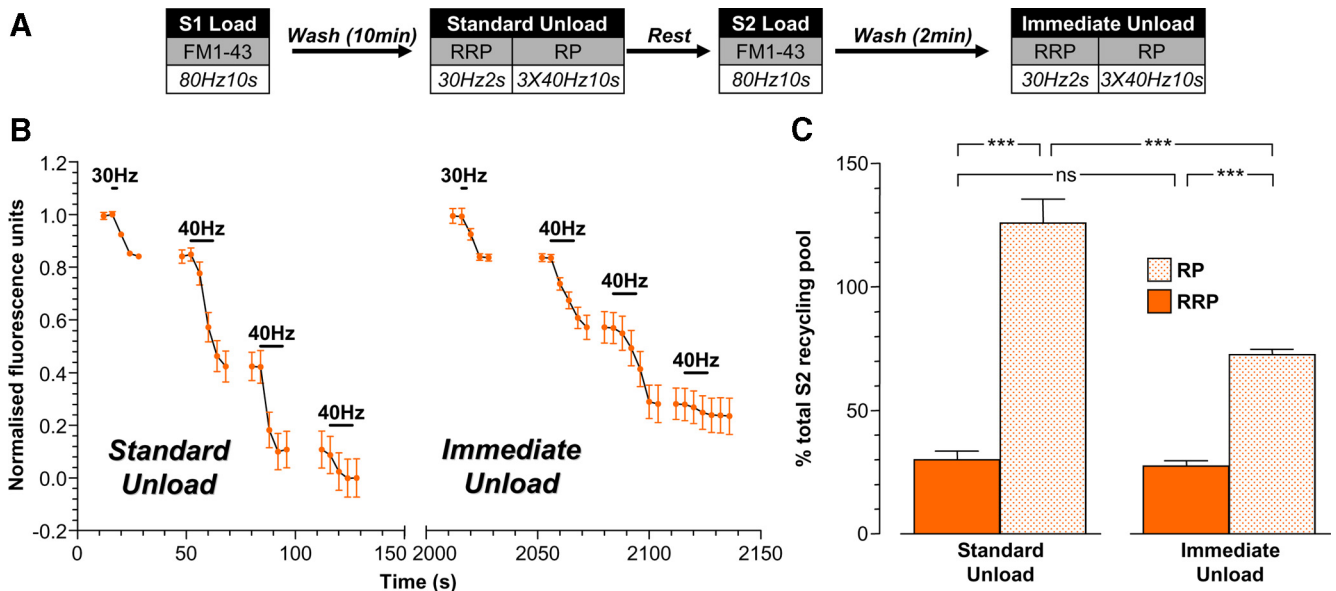 A
S1 Load
FM1-43
80Hz10s
Wash (10min)
Standard Unload
RRP RP
30Hz2s 3X40Hz10s
Rest
S2 Load
FM1-43
80Hz10s
Wash (2min)
Immediate Unload
RRP RP
30Hz2s 3X40Hz10s
B
Normalised fluorescence units
1.2
1.0
0.8
0.6
0.4
0.2
0.0
-0.2
30Hz
40Hz
40Hz
40Hz
Standard
Unload
30Hz
40Hz
40Hz
40Hz
Immediate
Unload
0 50 100 150 2000 2050 2100 2150
Time (s)
C
% total S2 recycling pool
150
100
50
0
*** ***
ns ***
RP
RRP
Standard
Unload
Immediate
Unload